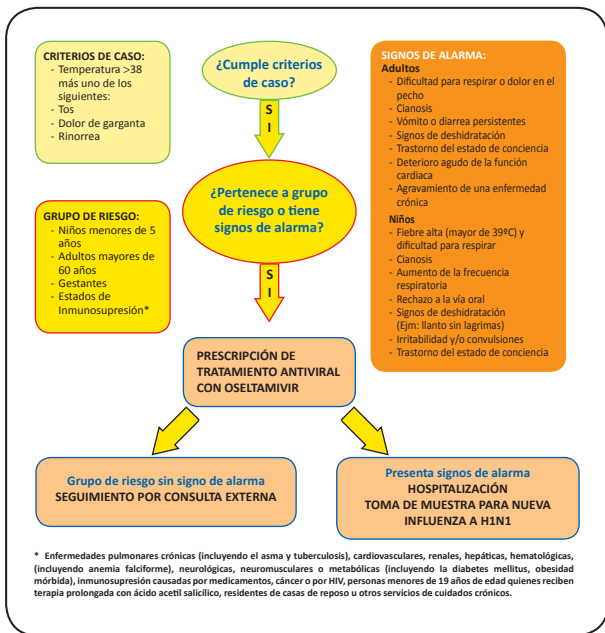 CRITERIOS DE CASO:
- Temperatura >38
más uno de los
siguientes:
- Tos
- Dolor de garganta
- Rinorrea
¿Cumple criterios
de caso?
S
I
SIGNOS DE ALARMA:
Adultos
- Dificultad para respirar o dolor en el
pecho
- Cianosis
- Vómito o diarrea persistentes
- Signos de deshidratación
- Trastorno del estado de conciencia
- Deterioro agudo de la función
cardiaca
- Agravamiento de una enfermedad
crónica
Niños
- Fiebre alta (mayor de 39ºC) y
dificultad para respirar
- Cianosis
- Aumento de la frecuencia
respiratoria
- Rechazo a la vía oral
- Signos de deshidratación
(Ejm: llanto sin lagrimas)
- Irritabilidad y/o convulsiones
- Trastorno del estado de conciencia
¿Pertenece a grupo
de riesgo o tiene
signos de alarma?
GRUPO DE RIESGO:
- Niños menores de 5
años
- Adultos mayores de
60 años
- Gestantes
- Estados de
Inmunosupresión*
S
I
PRESCRIPCIÓN DE
TRATAMIENTO ANTIVIRAL
CON OSELTAMIVIR
Grupo de riesgo sin signo de alarma
SEGUIMIENTO POR CONSULTA EXTERNA
Presenta signos de alarma
HOSPITALIZACIÓN
TOMA DE MUESTRA PARA NUEVA
INFLUENZA A H1N1
* Enfermedades pulmonares crónicas (incluyendo el asma y tuberculosis), cardiovasculares, renales, hepáticas, hematológicas,
(incluyendo anemia falciforme), neurológicas, neuromusculares o metabólicas (incluyendo la diabetes mellitus, obesidad
mórbida), inmunosupresión causadas por medicamentos, cáncer o por HIV, personas menores de 19 años de edad quienes reciben
terapia prolongada con ácido acetil salicílico, residentes de casas de reposo u otros servicios de cuidados crónicos.